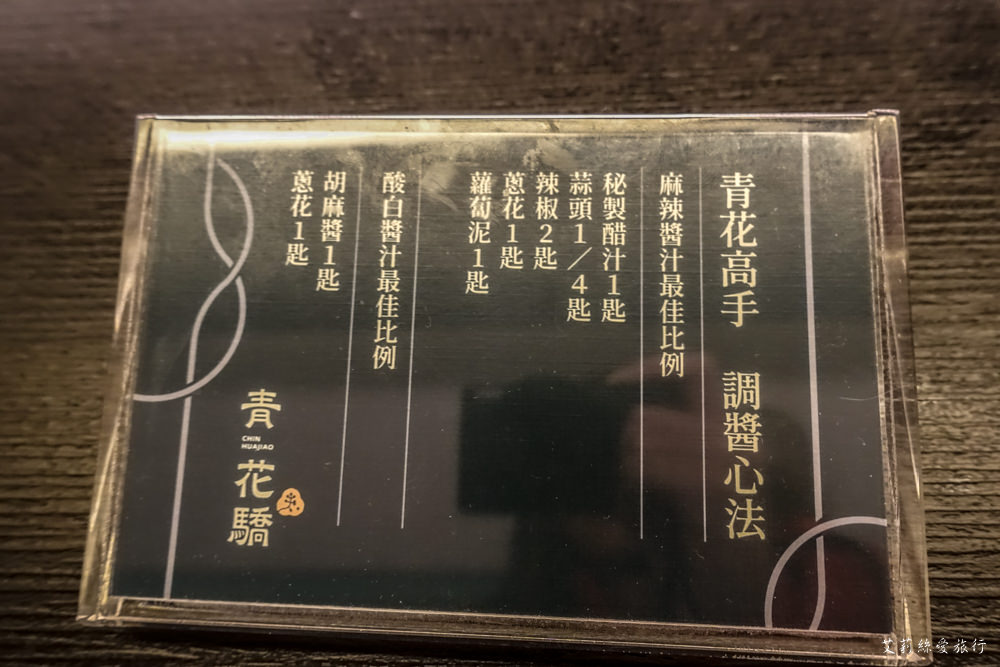 青花高手 調醬心法
麻辣醬汁最佳比例
秘製醋汁1匙
蒜頭1／4匙
辣椒2匙
蔥花1匙
蘿蔔泥1匙
酸白醬汁最佳比例
胡麻醬1匙
蔥花1匙
青花驕
CHIN
HUAJIAO
艾莉絲愛旅行